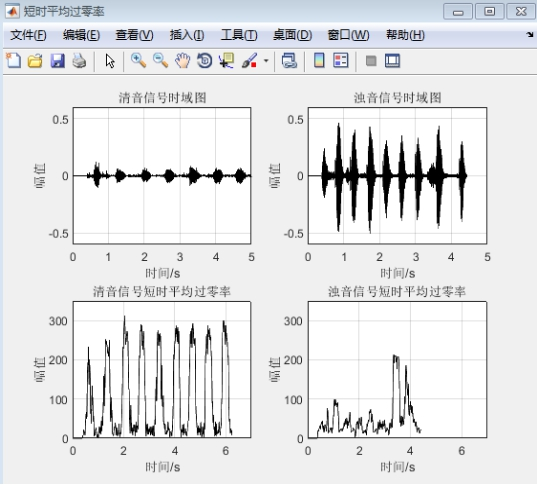 短时平均过零率
文件(F) 编辑(E) 查看(V) 插入(I) 工具(T) 桌面(D) 窗口(W) 帮助(H)
清音信号时域图 浊音信号时域图
0.5 0.5
0 0
-0.5 -0.5
幅值 幅值
0 1 2 3 4 5 0 1 2 3 4 5
时间/s 时间/s
清音信号短时平均过零率 浊音信号短时平均过零率
300 300
200 200
100 100
0 0
幅值 幅值
0 2 4 6 0 2 4 6
时间/s 时间/s